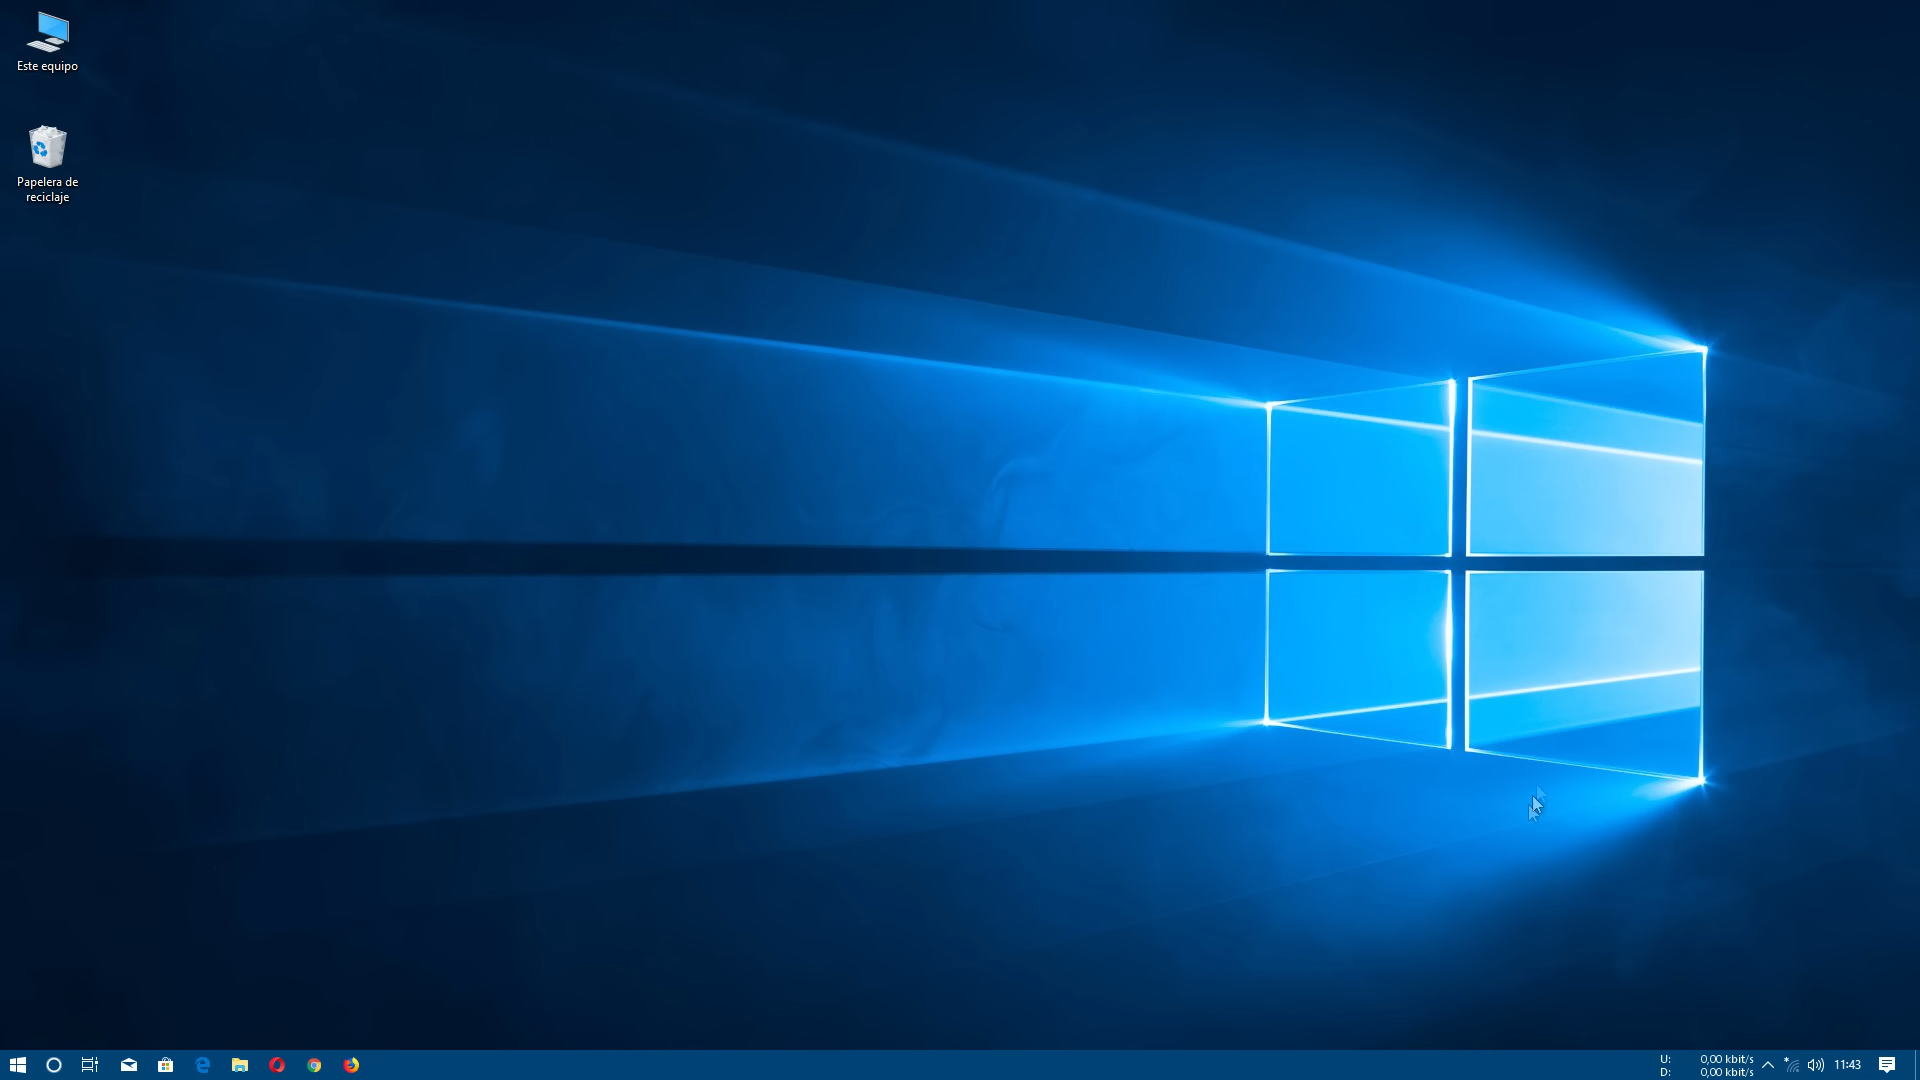 Este equipo
Papelera de
reciclaje
U: 0,00 kbit/s
D: 0,00 kbit/s
11:43